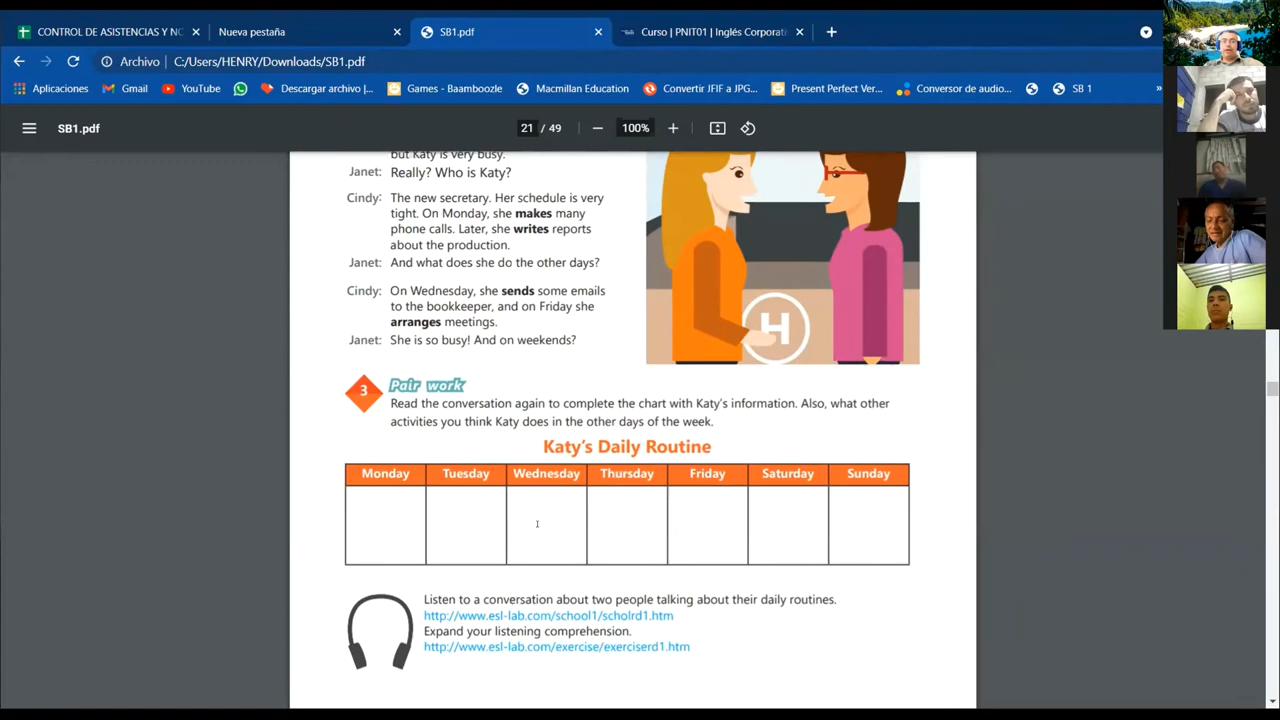 CONTROL DE ASISTENCIAS Y NO
Nueva pestaña
SB1.pdf
Curso | PNIT01 | Inglés Corporati
Archivo
C:/Users/HENRY/Downloads/SB1.pdf
Aplicaciones
Gmail
YouTube
Descargar archivo |...
Games - Baamboozle
Macmillan Education
Convertir JFIF a JPG...
Present Perfect Ver...
Conversor de audio...
SB 1
»
SB1.pdf
21 / 49
100%
but Katy is very busy.
Janet: Really? Who is Katy?
Cindy: The new secretary. Her schedule is very
tight. On Monday, she makes many
phone calls. Later, she writes reports
about the production.
Janet: And what does she do the other days?
Cindy: On Wednesday, she sends some emails
to the bookkeeper, and on Friday she
arranges meetings.
Janet: She is so busy! And on weekends?
H
3
Pair work
Read the conversation again to complete the chart with Katy's information. Also, what other
activities you think Katy does in the other days of the week.
Katy's Daily Routine
Monday Tuesday Wednesday Thursday Friday Saturday Sunday
Listen to a conversation about two people talking about their daily routines.
http://www.esl-lab.com/school1/scholrd1.htm
Expand your listening comprehension.
http://www.esl-lab.com/exercise/exerciserd1.htm